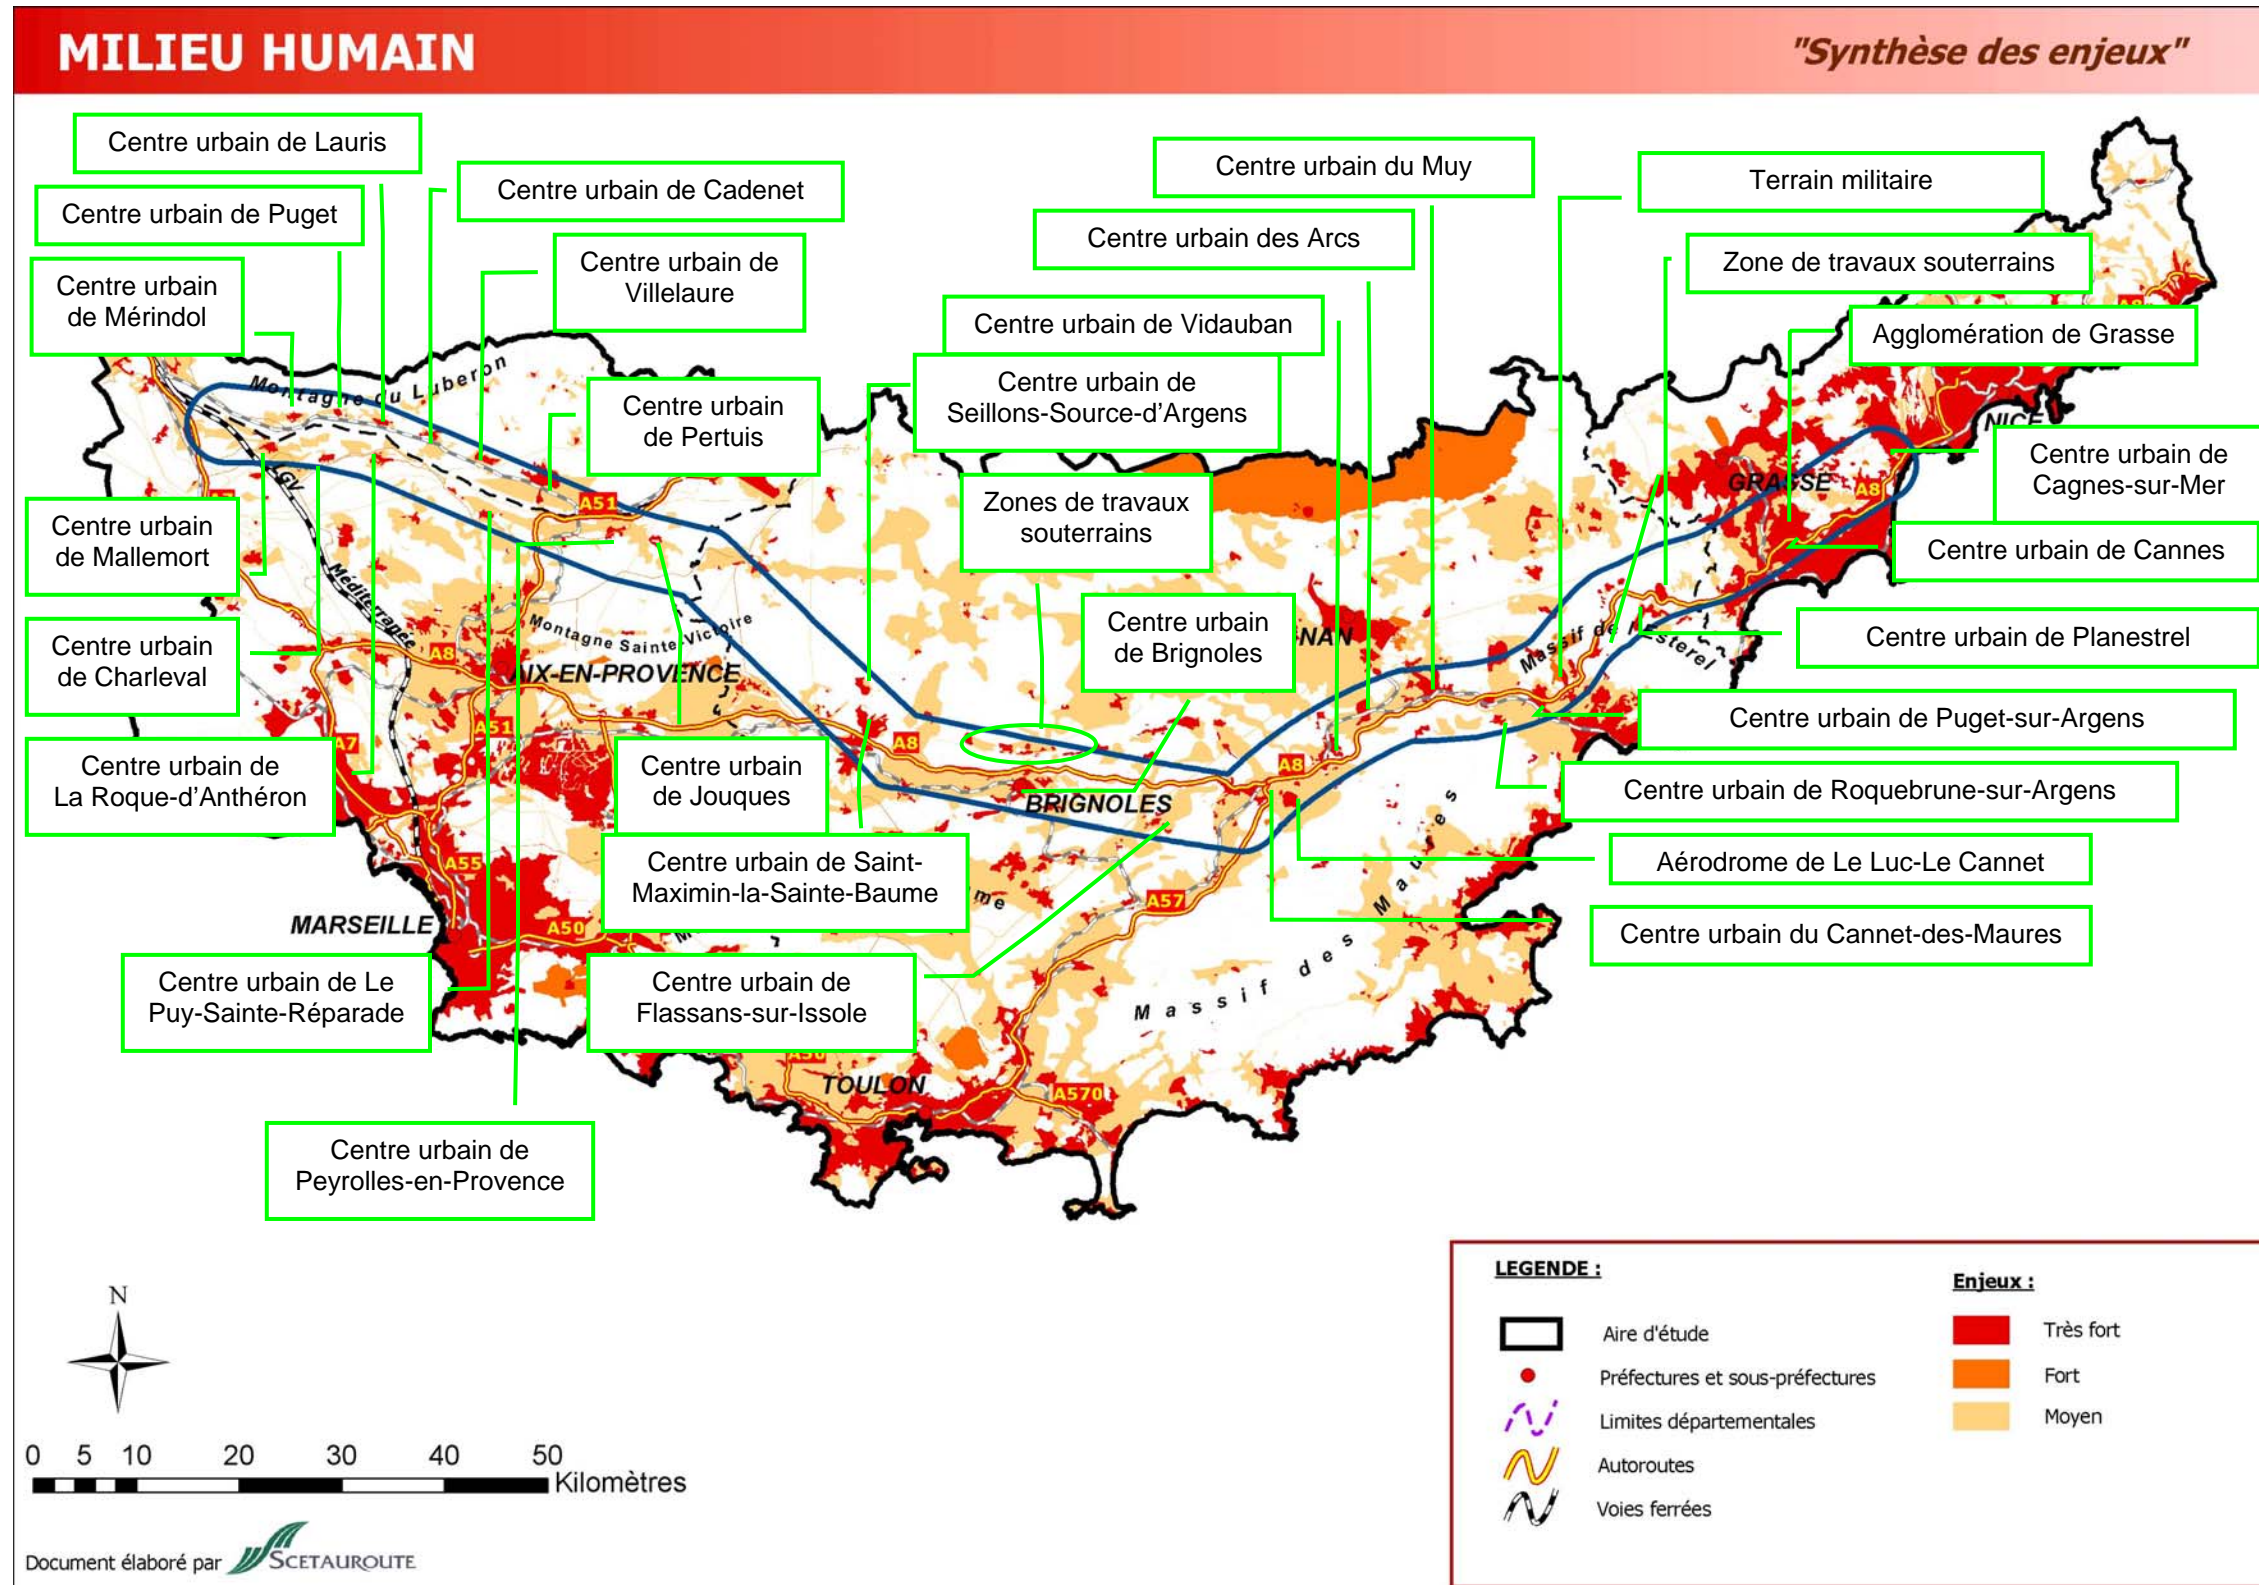 MILIEU HUMAIN
"Synthèse des enjeux"
Centre urbain de Lauris
Centre urbain de Puget
Centre urbain de Cadenet
Centre urbain
de Mérindol
Centre urbain de
Villelaure
Centre urbain du Muy
Centre urbain des Arcs
Terrain militaire
Zone de travaux souterrains
Centre urbain de Vidauban
Agglomération de Grasse
A8
Centre urbain de
Seillons-Source-d'Argens
Centre urbain
de Pertuis
Montagne du Luberon
NICE
Centre urbain de
Cagnes-sur-Mer
Zones de travaux
souterrains
GRASSE
A8
A51
LGV
Méditerranée
Centre urbain
de Mallemort
Centre urbain de Cannes
Centre urbain
de Charleval
Montagne Sainte-Victoire
A8
AIX-EN-PROVENCE
Centre urbain
de Brignoles
GNAN
Massif de l'Esterel
Centre urbain de Planestrel
Centre urbain de Puget-sur-Argens
A51
A7
A8
A8
Centre urbain de
La Roque-d'Anthéron
Centre urbain
de Jouques
BRIGNOLES
Centre urbain de Roquebrune-sur-Argens
Centre urbain de Saint-
Maximin-la-Sainte-Baume
me
Aérodrome de Le Luc-Le Cannet
A55
A57
MARSEILLE
A50
Centre urbain du Cannet-des-Maures
Centre urbain de Le
Puy-Sainte-Réparade
Centre urbain de
Flassans-sur-Issole
Massif des Maures
A50
TOULON
A570
Centre urbain de
Peyrolles-en-Provence
N
0 5 10 20 30 40 50
Kilomètres
Document élaboré par SCETAUROUTE
LEGENDE :
Aire d'étude
Préfectures et sous-préfectures
Limites départementales
Autoroutes
Voies ferrées
Enjeux :
Très fort
Fort
Moyen